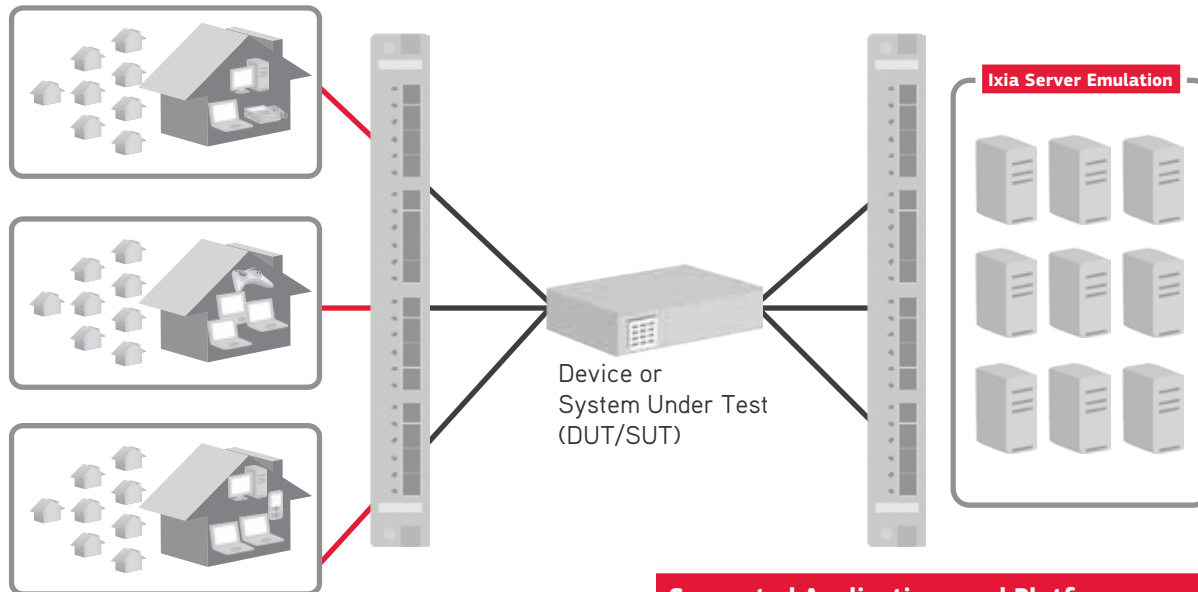 Ixia Server Emulation
Device or
System Under Test
(DUT/SUT)